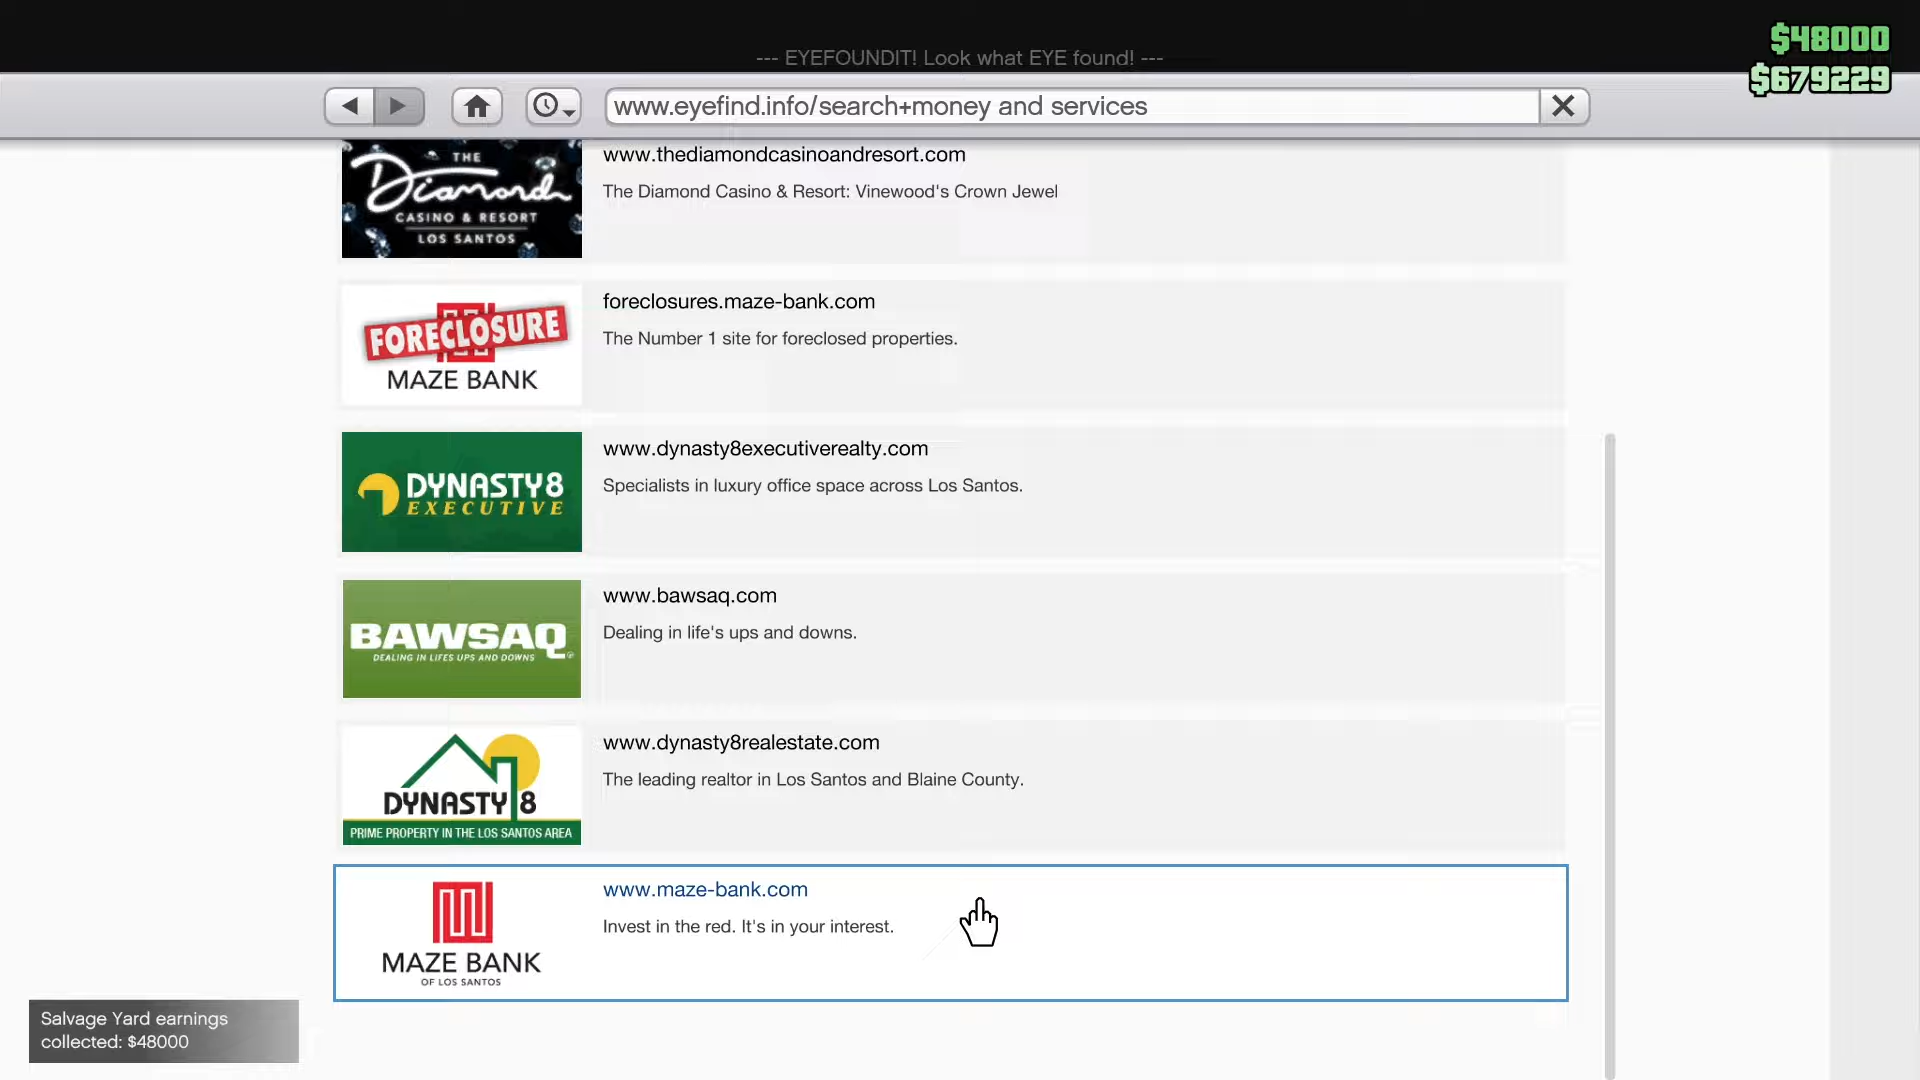 --- EYEFOUNDIT! Look what EYE found! ---
$48000
$679229
www.eyefind.info/search+money and services
THE
Diamond
CASINO & RESORT
LOS SANTOS
www.thediamondcasinoandresort.com
The Diamond Casino & Resort: Vinewood's Crown Jewel
FORECLOSURE
MAZE BANK
foreclosures.maze-bank.com
The Number 1 site for foreclosed properties.
DYNASTY8
EXECUTIVE
www.dynasty8executiverealty.com
Specialists in luxury office space across Los Santos.
BAWSAQ
DEALING IN LIFES UPS AND DOWNS
www.bawsaq.com
Dealing in life's ups and downs.
DYNASTY 8
PRIME PROPERTY IN THE LOS SANTOS AREA
www.dynasty8realestate.com
The leading realtor in Los Santos and Blaine County.
MAZE BANK
OF LOS SANTOS
www.maze-bank.com
Invest in the red. It's in your interest.
Salvage Yard earnings
collected: $48000